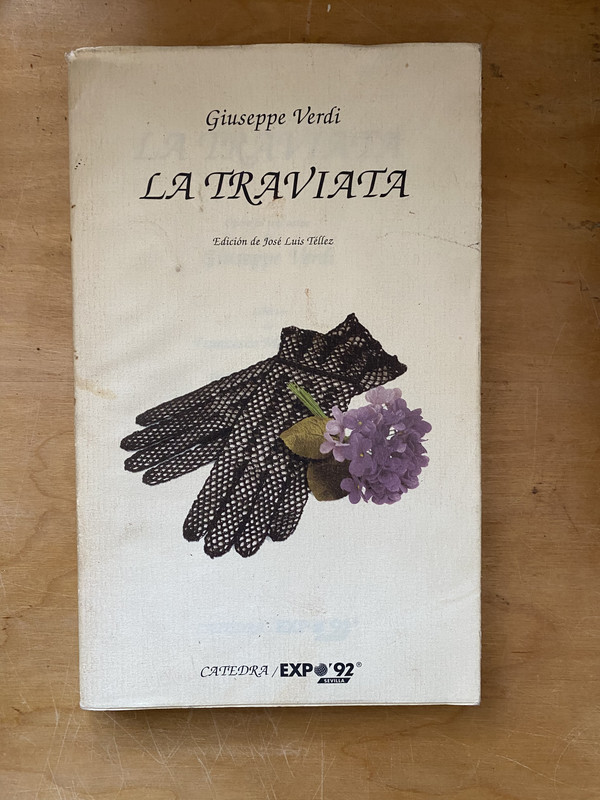 Giuseppe Verdi
LA TRAVIATA
Edición de José Luis Téllez
CATEDRA / EXPO'92®
SEVILLA